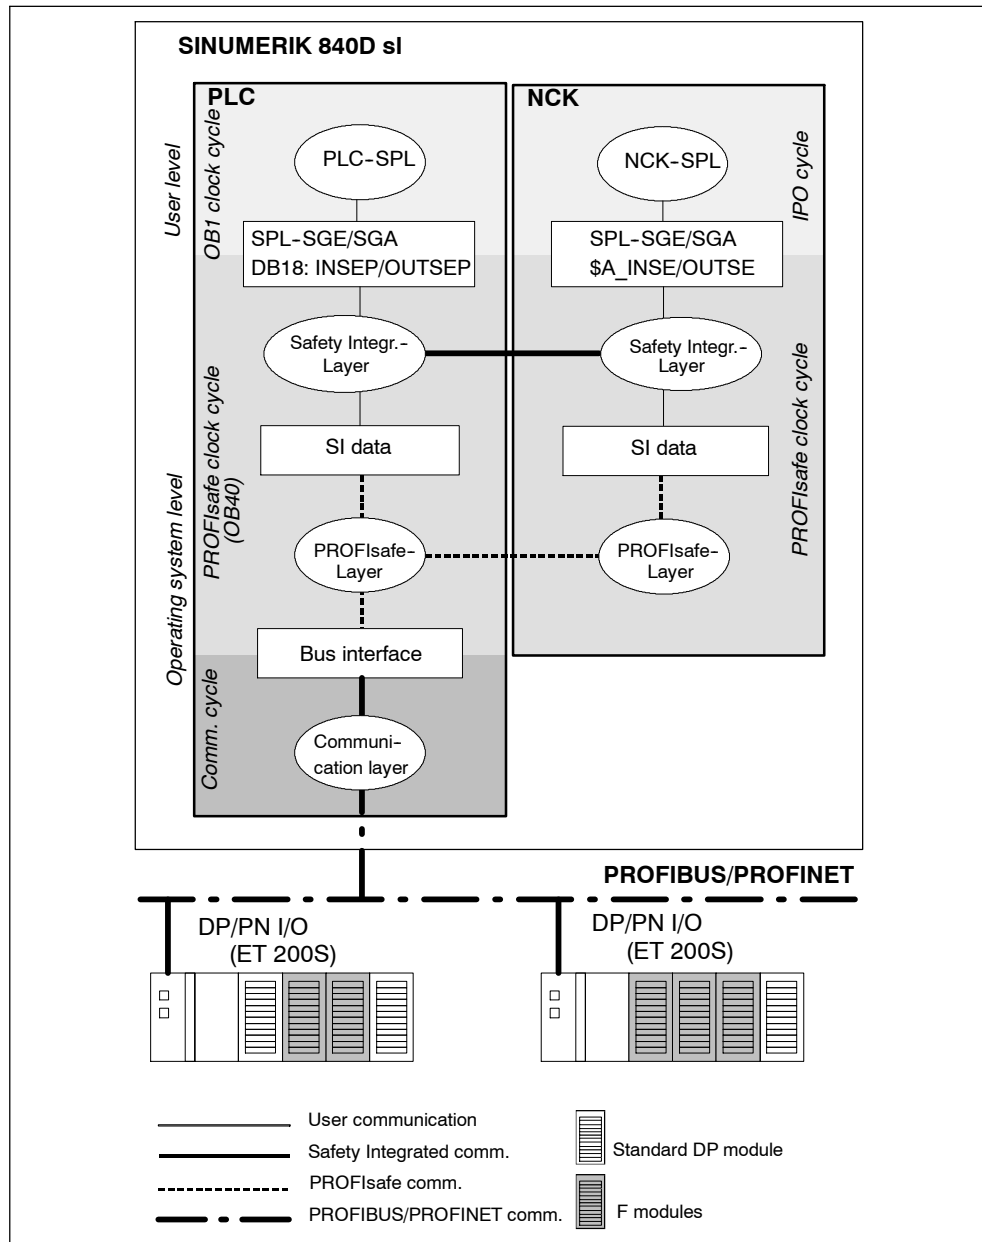 SINUMERIK 840D sl
PLC
NCK
User level
OB1 clock cycle
IPO cycle
PLC-SPL
NCK-SPL
SPL-SGE/SGA
DB18: INSEP/OUTSEP
SPL-SGE/SGA
$A_INSE/OUTSE
Safety Integr.-
Layer
Safety Integr.-
Layer
Operating system level
PROFIsafe clock cycle
(OB40)
PROFIsafe clock cycle
SI data
SI data
PROFIsafe-
Layer
PROFIsafe-
Layer
Bus interface
Comm. cycle
Communi-
cation layer
PROFIBUS/PROFINET
DP/PN I/O
(ET 200S)
DP/PN I/O
(ET 200S)
User communication
Safety Integrated comm.
PROFIsafe comm.
PROFIBUS/PROFINET comm.
Standard DP module
F modules